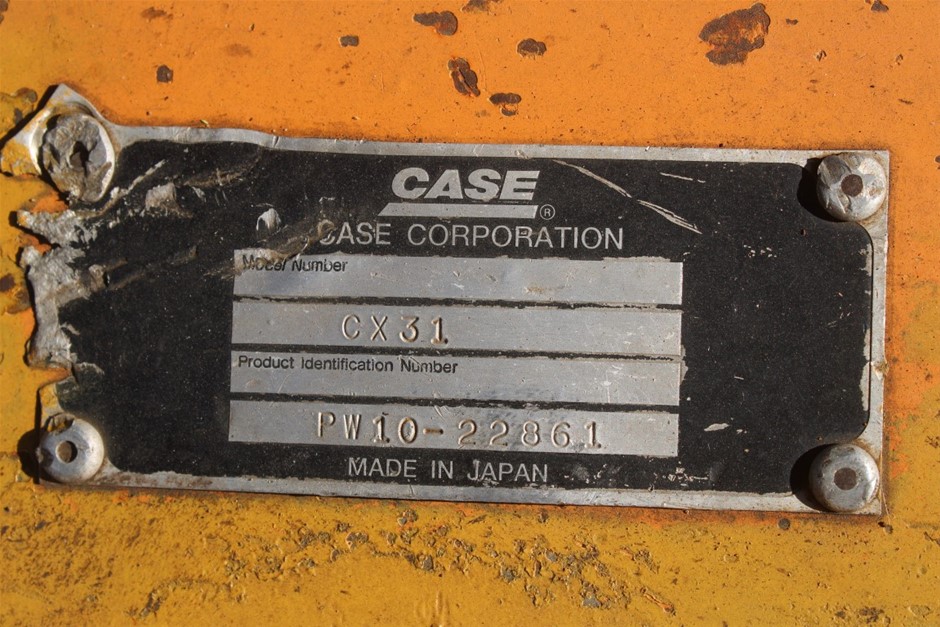 CASE ®
CASE CORPORATION
Model Number
CX31
Product Identification Number
PW10-22861
MADE IN JAPAN